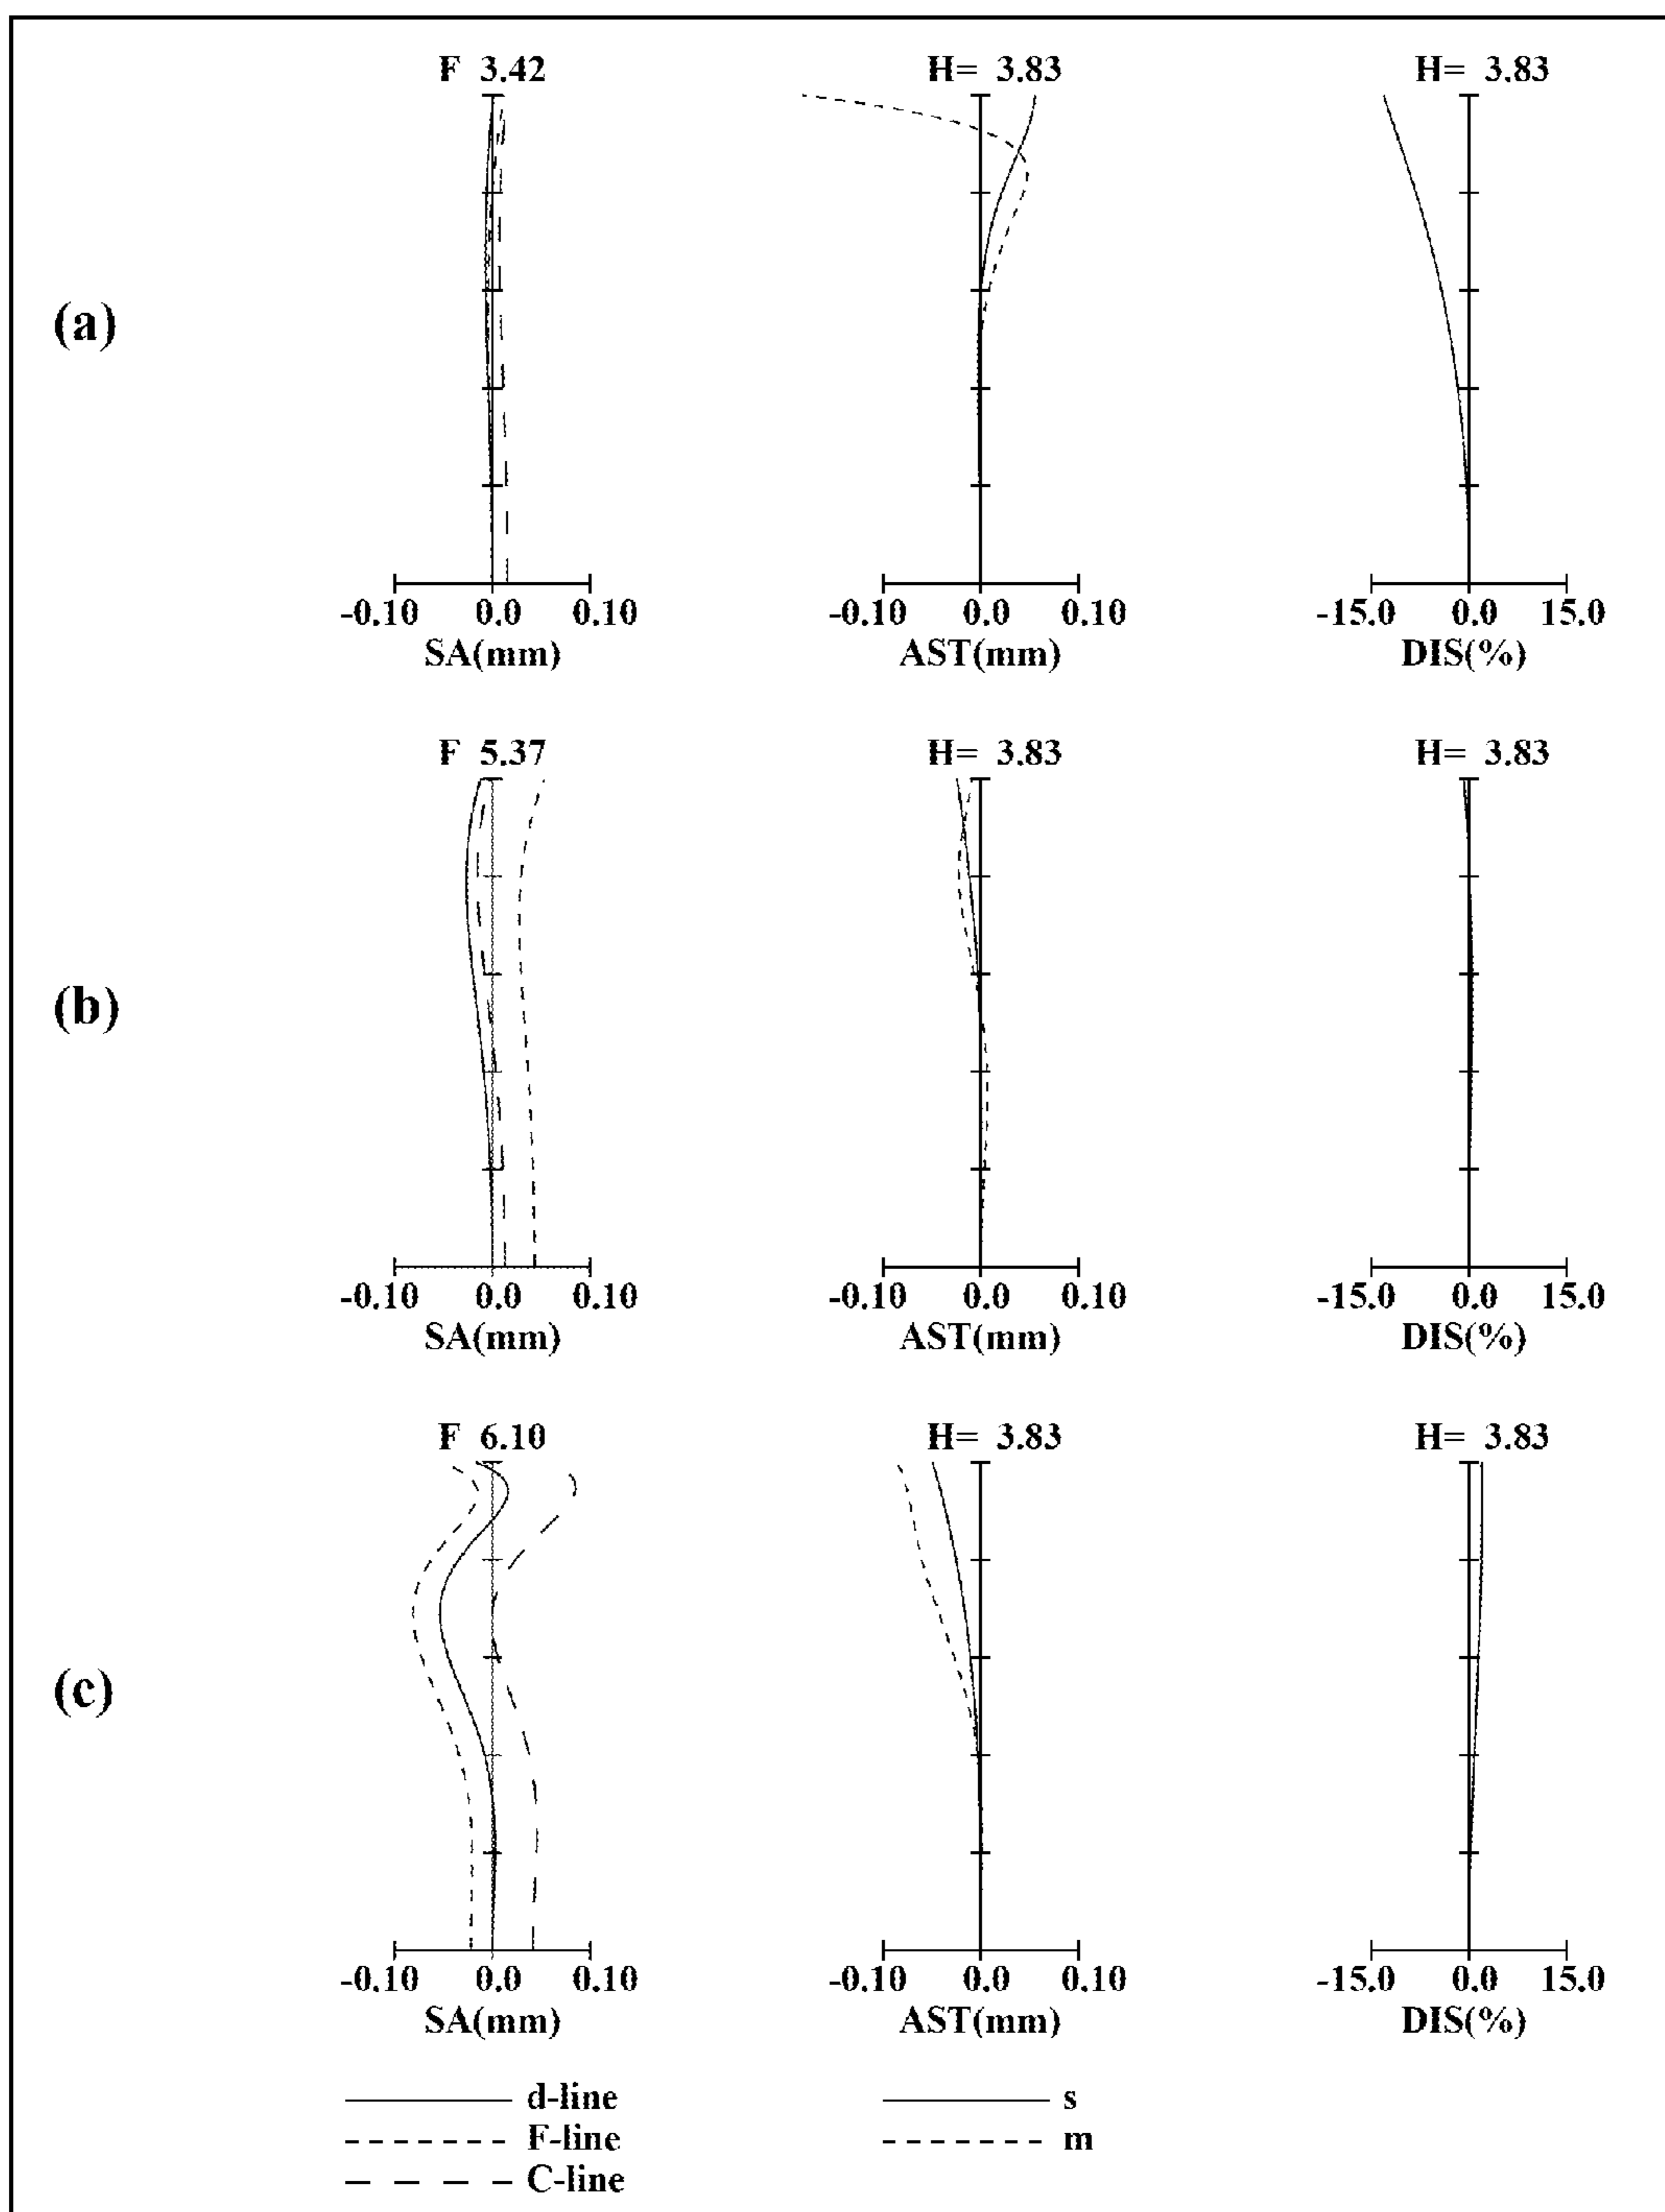 F 3.42 H= 3.83 H= 3.83
(a)
-0.10 0.0 0.10 -0.10 0.0 0.10 -15.0 0.0 15.0
SA(mm) AST(mm) DIS(%)
F 5.37 H= 3.83 H= 3.83
(b)
-0.10 0.0 0.10 -0.10 0.0 0.10 -15.0 0.0 15.0
SA(mm) AST(mm) DIS(%)
F 6.10 H= 3.83 H= 3.83
(c)
-0.10 0.0 0.10 -0.10 0.0 0.10 -15.0 0.0 15.0
SA(mm) AST(mm) DIS(%)
d-line s
F-line m
C-line